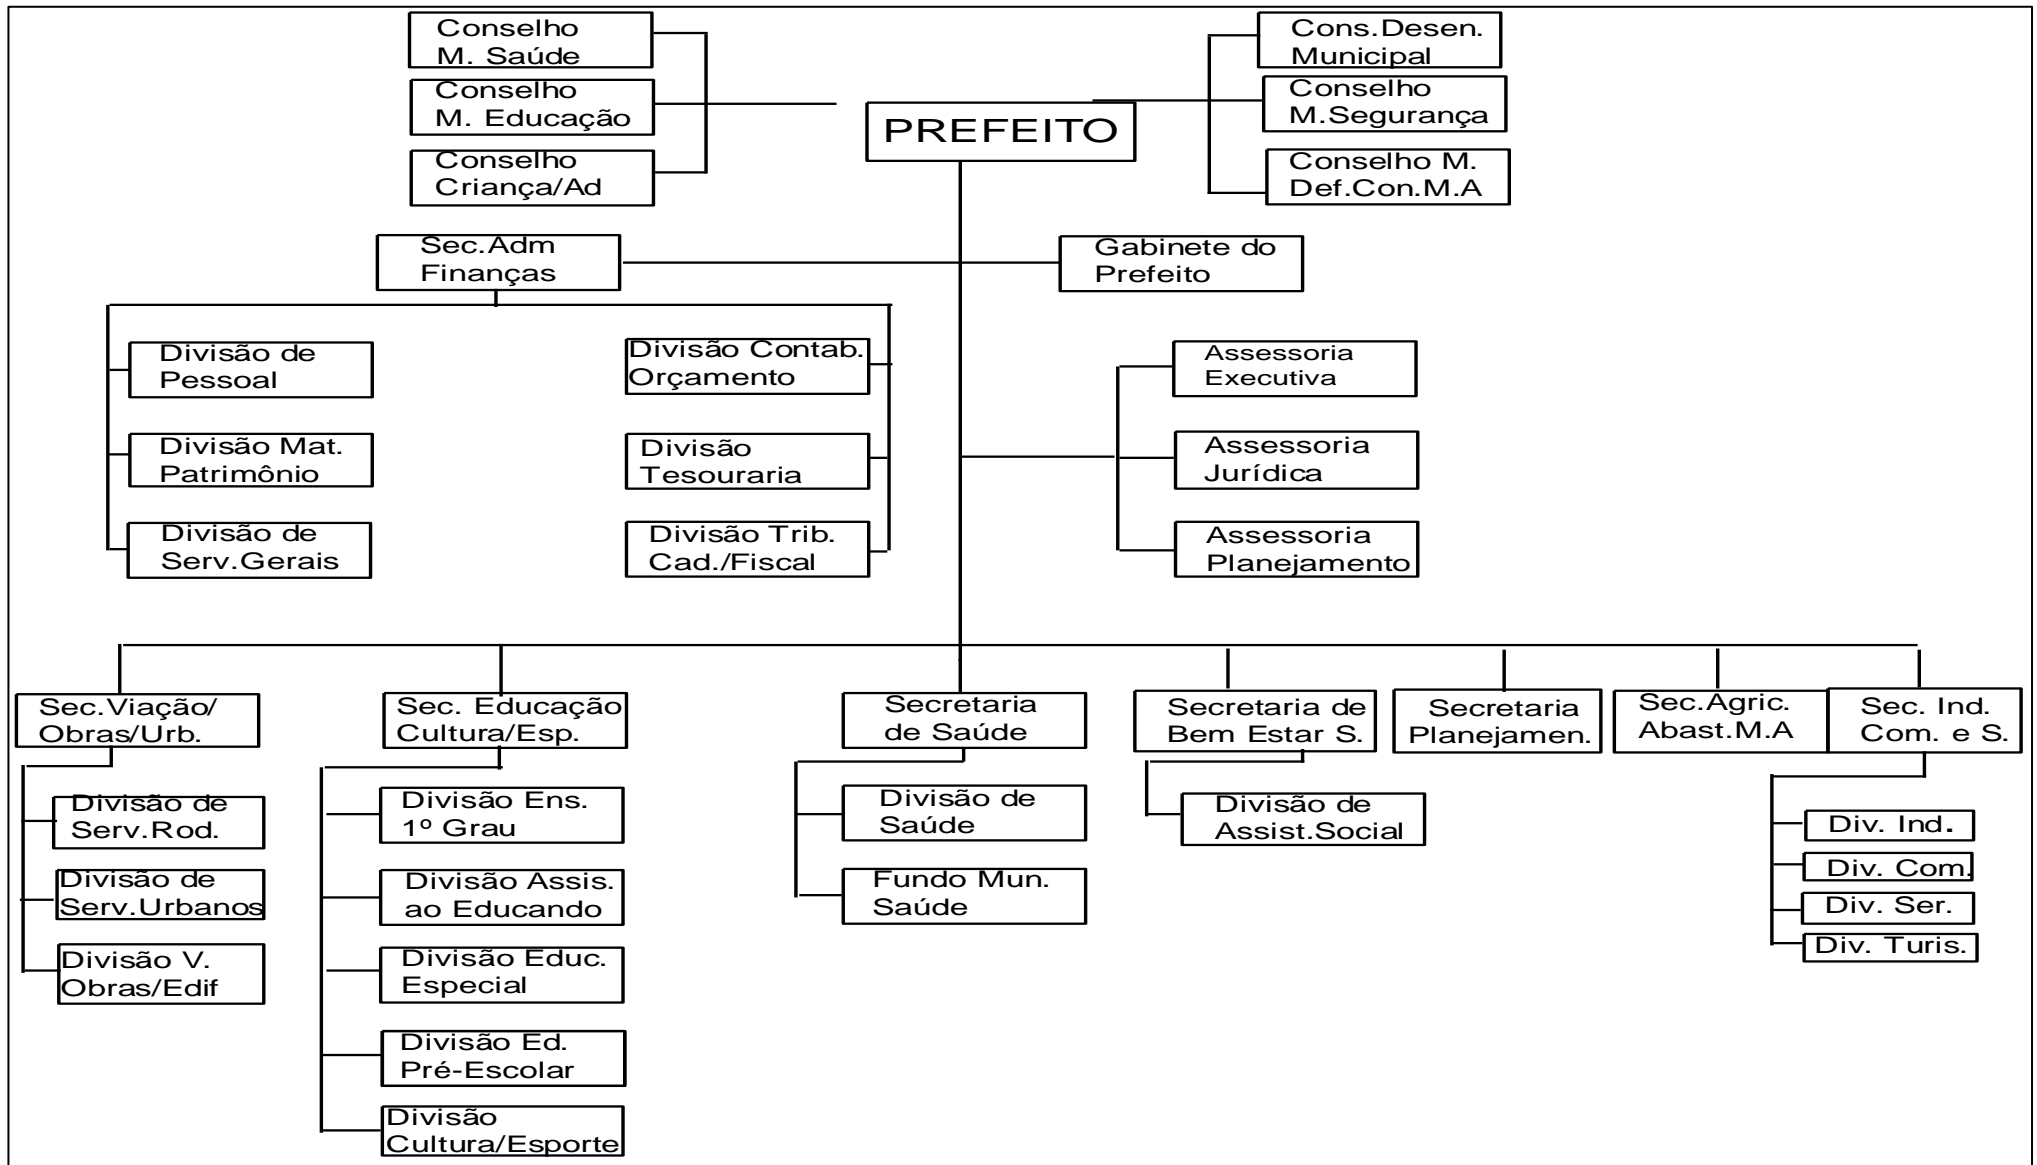 Conselho
M. Saúde
Cons.Desen.
Municipal
Conselho
M. Educação
Conselho
M.Segurança
PREFEITO
Conselho
Criança/Ad
Conselho M.
Def.Con.M.A
Sec.Adm
Finanças
Gabinete do
Prefeito
Divisão de
Pessoal
Divisão Contab.
Orçamento
Assessoria
Executiva
Divisão Mat.
Patrimônio
Divisão
Tesouraria
Assessoria
Jurídica
Divisão de
Serv.Gerais
Divisão Trib.
Cad./Fiscal
Assessoria
Planejamento
Sec.Viação/
Obras/Urb.
Sec. Educação
Cultura/Esp.
Secretaria
de Saúde
Secretaria de
Bem Estar S.
Secretaria
Planejamen.
Sec.Agric.
Abast.M.A
Sec. Ind.
Com. e S.
Divisão de
Serv.Rod.
Divisão de
Serv.Urbanos
Divisão V.
Obras/Edif
Divisão Ens.
1º Grau
Divisão Assis.
ao Educando
Divisão Educ.
Especial
Divisão Ed.
Pré-Escolar
Divisão
Cultura/Esporte
Divisão de
Saúde
Fundo Mun.
Saúde
Divisão de
Assist.Social
Div. Ind.
Div. Com.
Div. Ser.
Div. Turis.